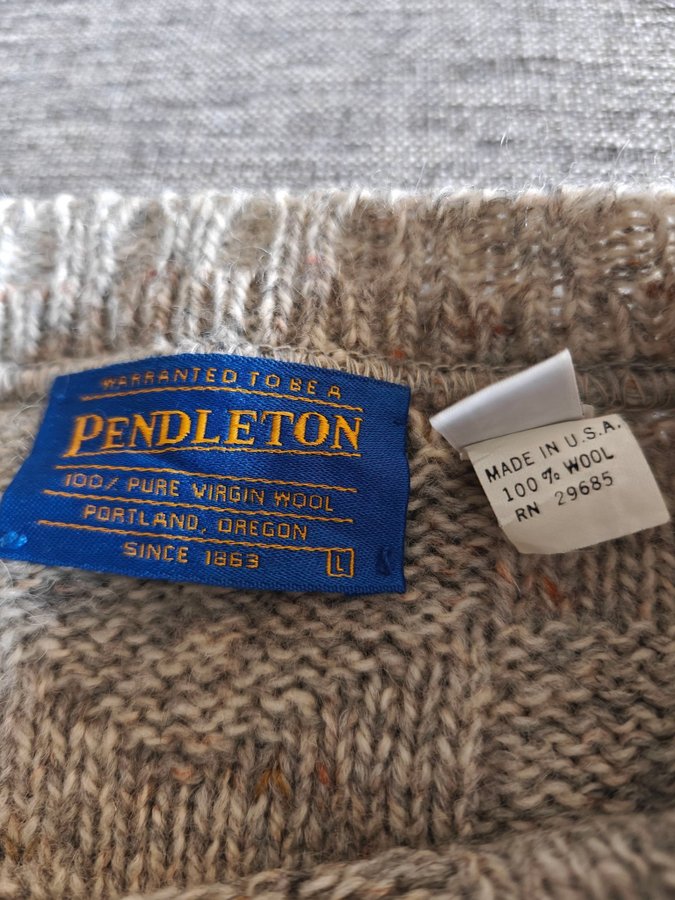 WARRANTED TO BE A
PENDLETON
100% PURE VIRGIN WOOL
PORTLAND, OREGON
SINCE 1863 L
MADE IN U.S.A.
100% WOOL
RN 29685